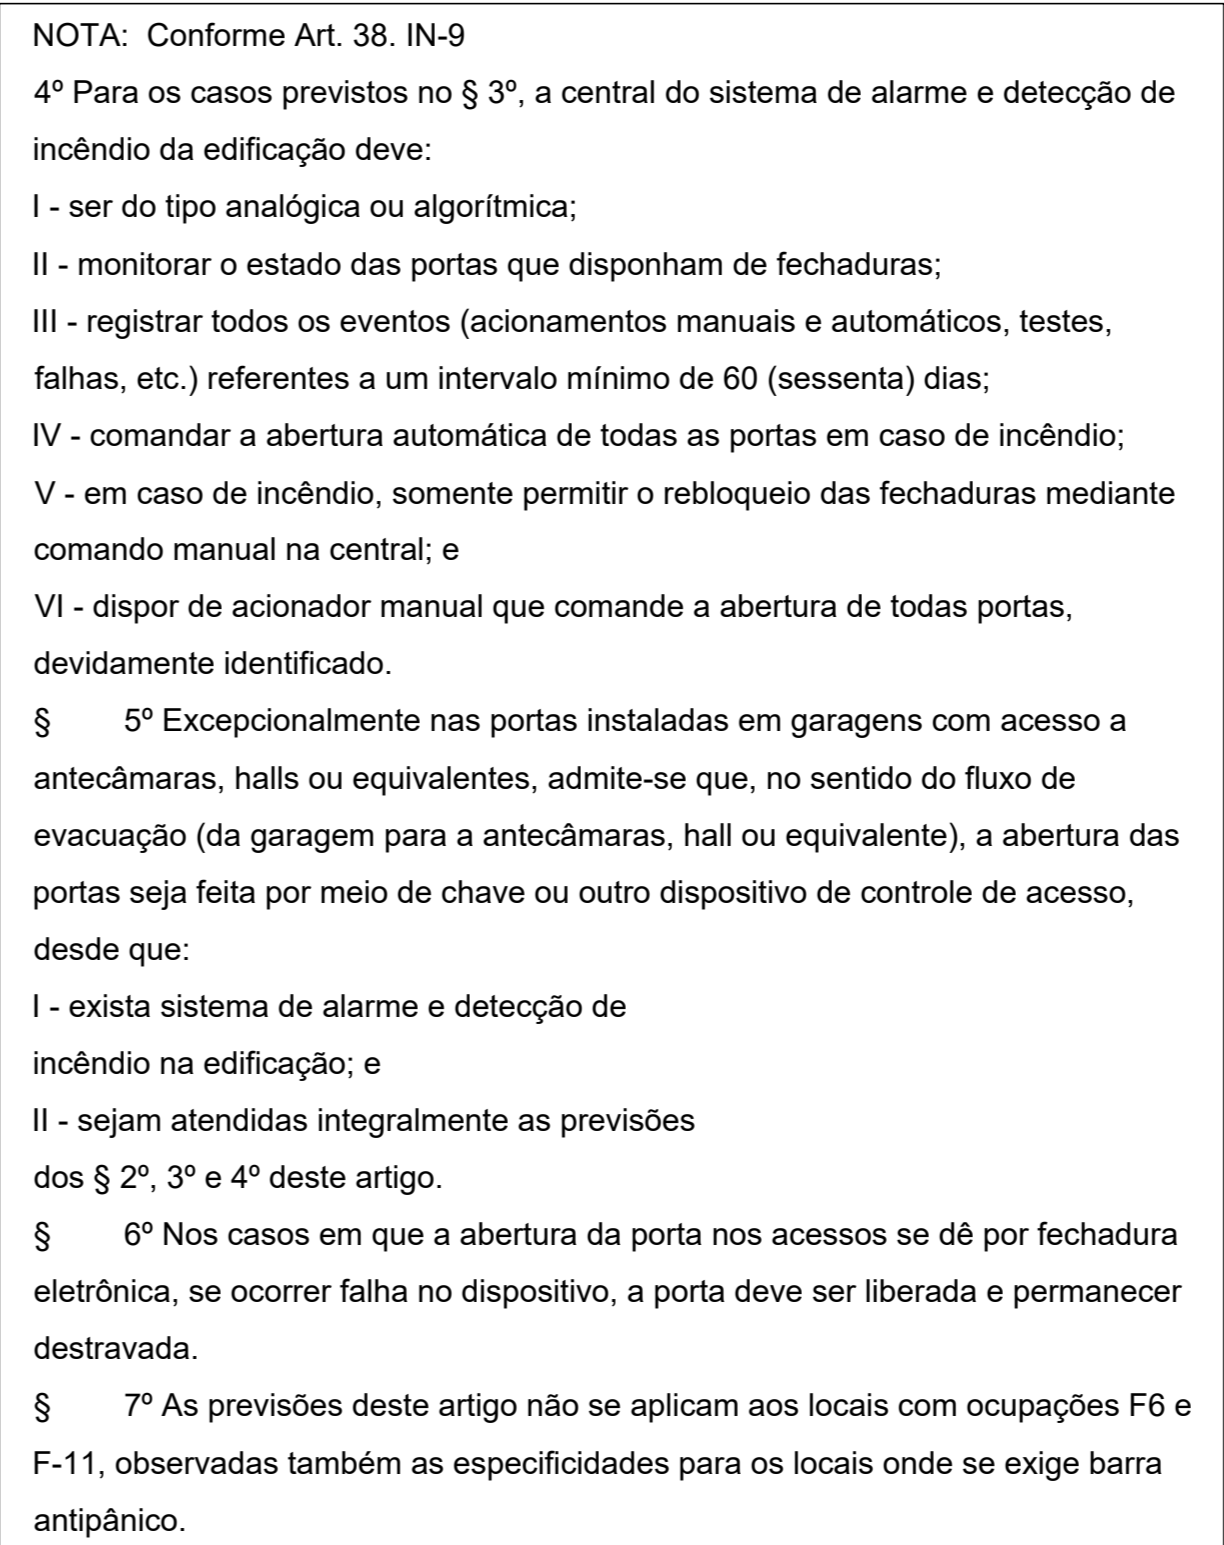 NOTA: Conforme Art. 38. IN-9
4º Para os casos previstos no § 3º, a central do sistema de alarme e detecção de
incêndio da edificação deve:
I - ser do tipo analógica ou algorítmica;
II - monitorar o estado das portas que disponham de fechaduras;
III - registrar todos os eventos (acionamentos manuais e automáticos, testes,
falhas, etc.) referentes a um intervalo mínimo de 60 (sessenta) dias;
IV - comandar a abertura automática de todas as portas em caso de incêndio;
V - em caso de incêndio, somente permitir o rebloqueio das fechaduras mediante
comando manual na central; e
VI - dispor de acionador manual que comande a abertura de todas portas,
devidamente identificado.
§ 5º Excepcionalmente nas portas instaladas em garagens com acesso a
antecâmaras, halls ou equivalentes, admite-se que, no sentido do fluxo de
evacuação (da garagem para a antecâmaras, hall ou equivalente), a abertura das
portas seja feita por meio de chave ou outro dispositivo de controle de acesso,
desde que:
I - exista sistema de alarme e detecção de
incêndio na edificação; e
II - sejam atendidas integralmente as previsões
dos § 2º, 3º e 4º deste artigo.
§ 6º Nos casos em que a abertura da porta nos acessos se dê por fechadura
eletrônica, se ocorrer falha no dispositivo, a porta deve ser liberada e permanecer
destravada.
§ 7º As previsões deste artigo não se aplicam aos locais com ocupações F6 e
F-11, observadas também as especificidades para os locais onde se exige barra
antipânico.